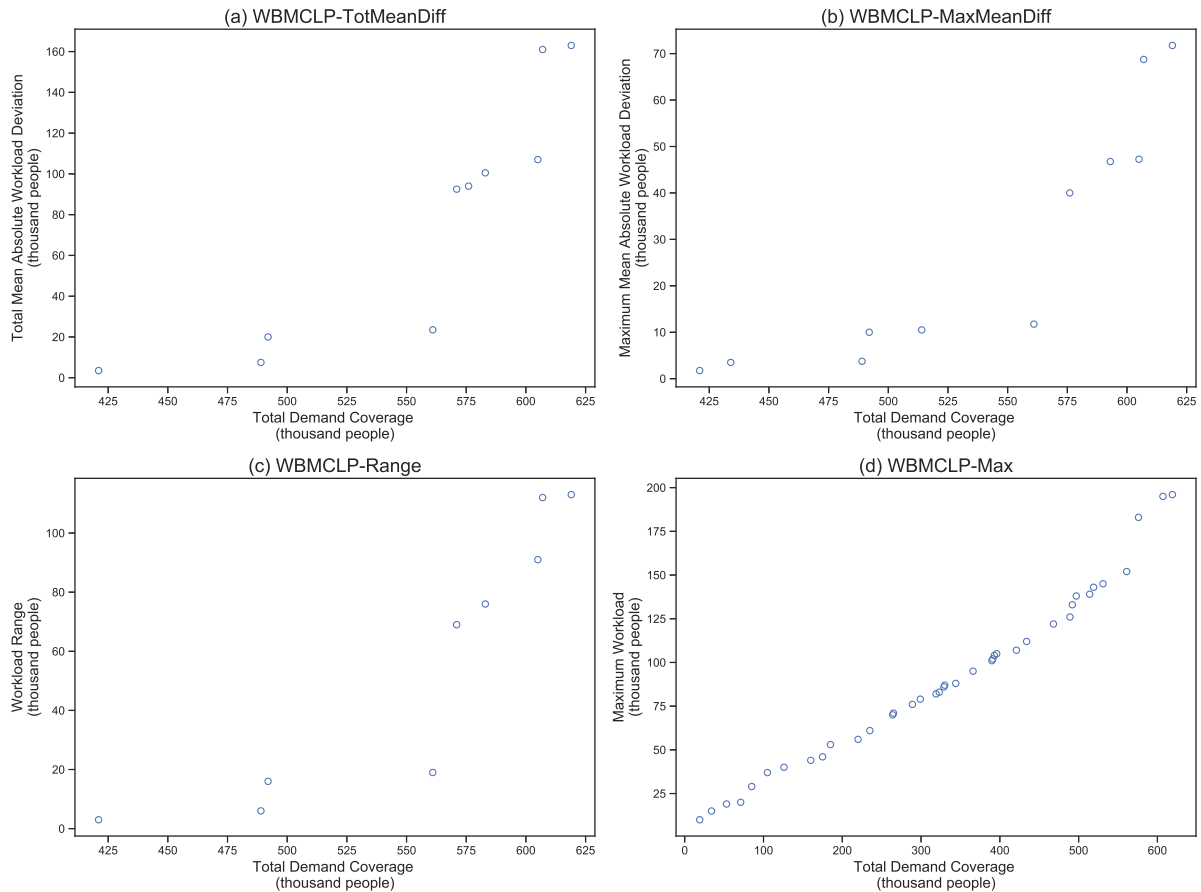 (a) WBMCLP-TotMeanDiff
Total Mean Absolute Workload Deviation
(thousand people)
160
140
120
100
80
60
40
20
0
425 450 475 500 525 550 575 600 625
Total Demand Coverage
(thousand people)
(b) WBMCLP-MaxMeanDiff
Maximum Mean Absolute Workload Deviation
(thousand people)
70
60
50
40
30
20
10
0
425 450 475 500 525 550 575 600 625
Total Demand Coverage
(thousand people)
(c) WBMCLP-Range
Workload Range
(thousand people)
100
80
60
40
20
0
425 450 475 500 525 550 575 600 625
Total Demand Coverage
(thousand people)
(d) WBMCLP-Max
Maximum Workload
(thousand people)
200
175
150
125
100
75
50
25
0 100 200 300 400 500 600
Total Demand Coverage
(thousand people)